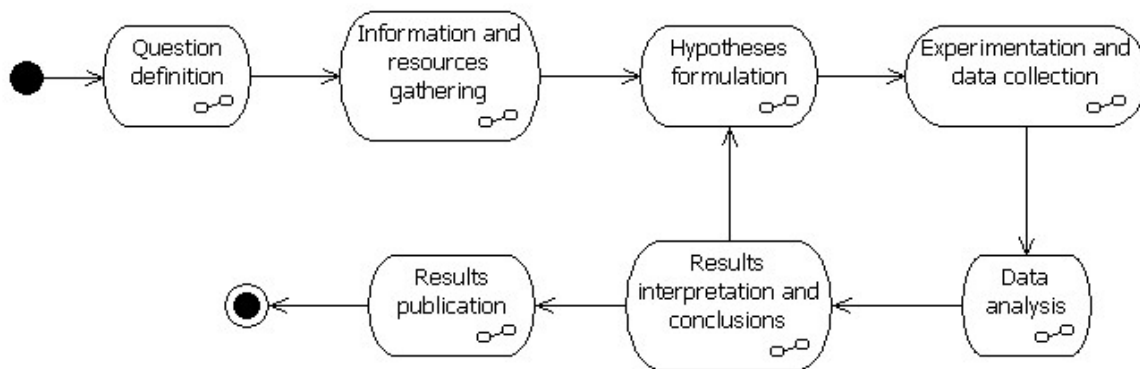 Question
definition
Information and
resources
gathering
Hypotheses
formulation
Experimentation and
data collection
Data
analysis
Results
interpretation and
conclusions
Results
publication